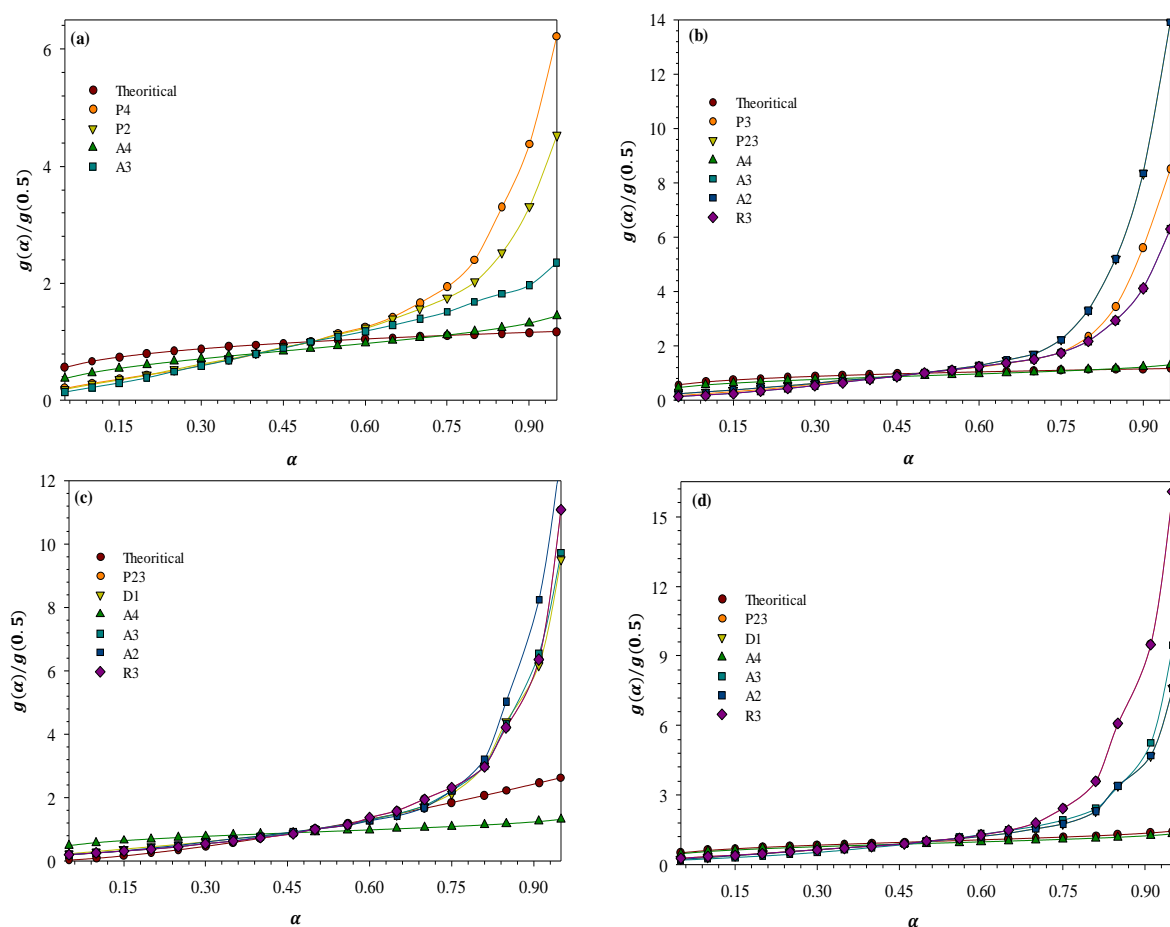 (a)
6
4
2
0
g(α)/g(0.5)
Theoritical
P4
P2
A4
A3
0.15 0.30 0.45 0.60 0.75 0.90
α
(b)
14
12
10
8
6
4
2
0
g(α)/g(0.5)
Theoritical
P3
P23
A4
A3
A2
R3
0.15 0.30 0.45 0.60 0.75 0.90
α
(c)
12
10
8
6
4
2
0
g(α)/g(0.5)
Theoritical
P23
D1
A4
A3
A2
R3
0.15 0.30 0.45 0.60 0.75 0.90
α
(d)
15
12
9
6
3
0
g(α)/g(0.5)
Theoritical
P23
D1
A4
A3
A2
R3
0.15 0.30 0.45 0.60 0.75 0.90
α